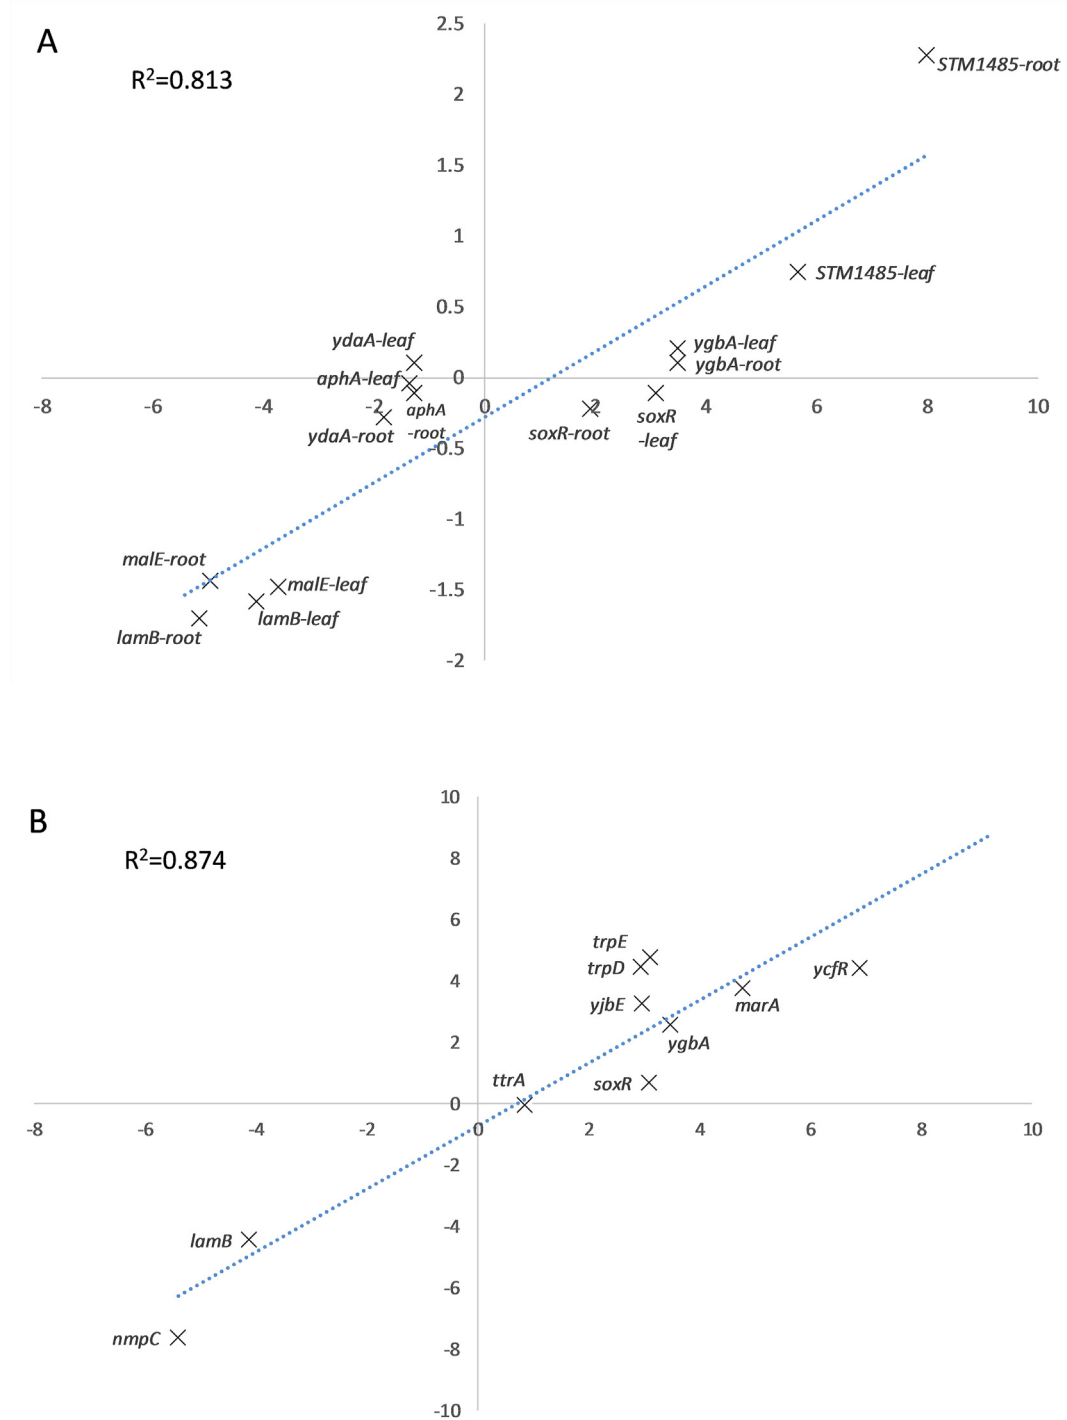 A
R²=0.813
2.5
2
1.5
1
0.5
0
-0.5
-1
-1.5
-2
-8 -6 -4 -2 0 2 4 6 8 10
STM1485-root
STM1485-leaf
ygbA-leaf
ygbA-root
ydaA-leaf
aphA-leaf
aphA
-root
ydaA-root
soxR-root
soxR
-leaf
malE-root
malE-leaf
lamB-leaf
lamB-root
B
R²=0.874
10
8
6
4
2
0
-2
-4
-6
-8
-10
-8 -6 -4 -2 0 2 4 6 8 10
trpE
trpD
ycfR
yjbE
marA
ygbA
ttrA
soxR
lamB
nmpC